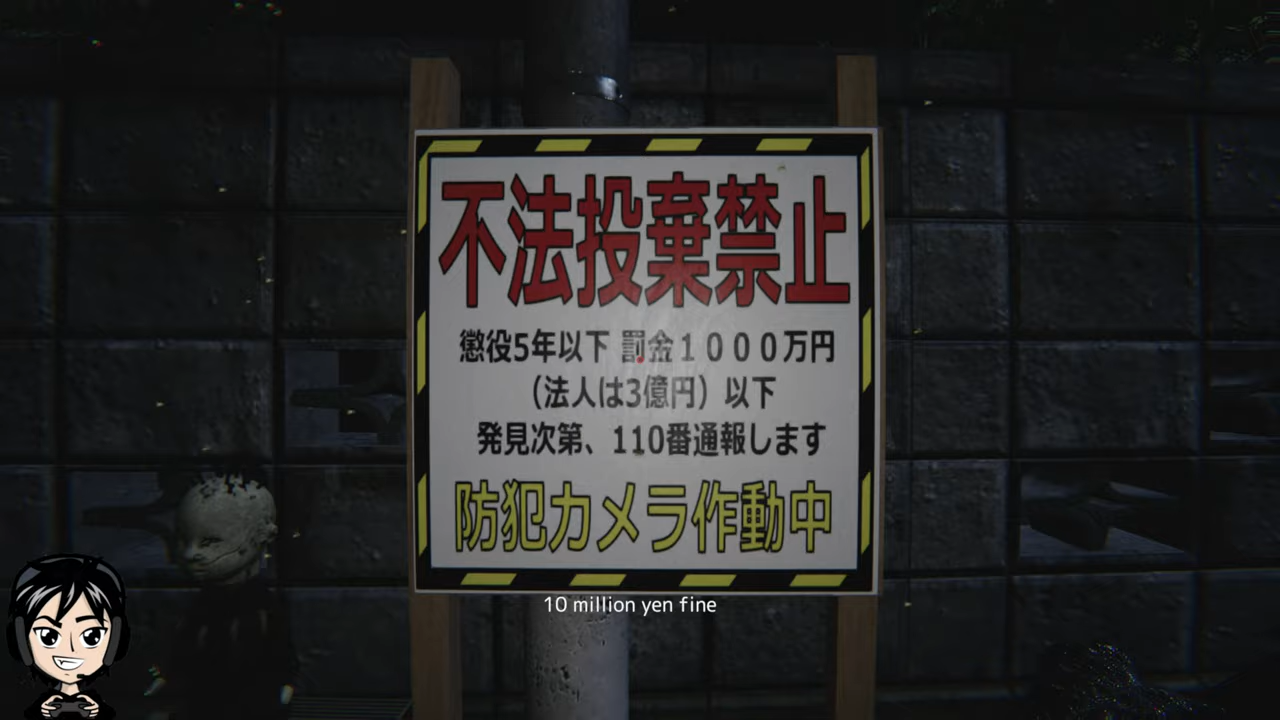 不法投棄禁止
懲役5年以下 罰金１０００万円
（法人は3億円）以下
発見次第、110番通報します
防犯カメラ作動中
10 million yen fine